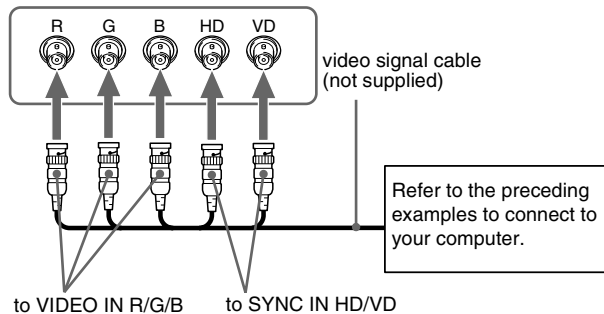 R G B HD VD
video signal cable
(not supplied)
Refer to the preceding
examples to connect to
your computer.
to VIDEO IN R/G/B
to SYNC IN HD/VD